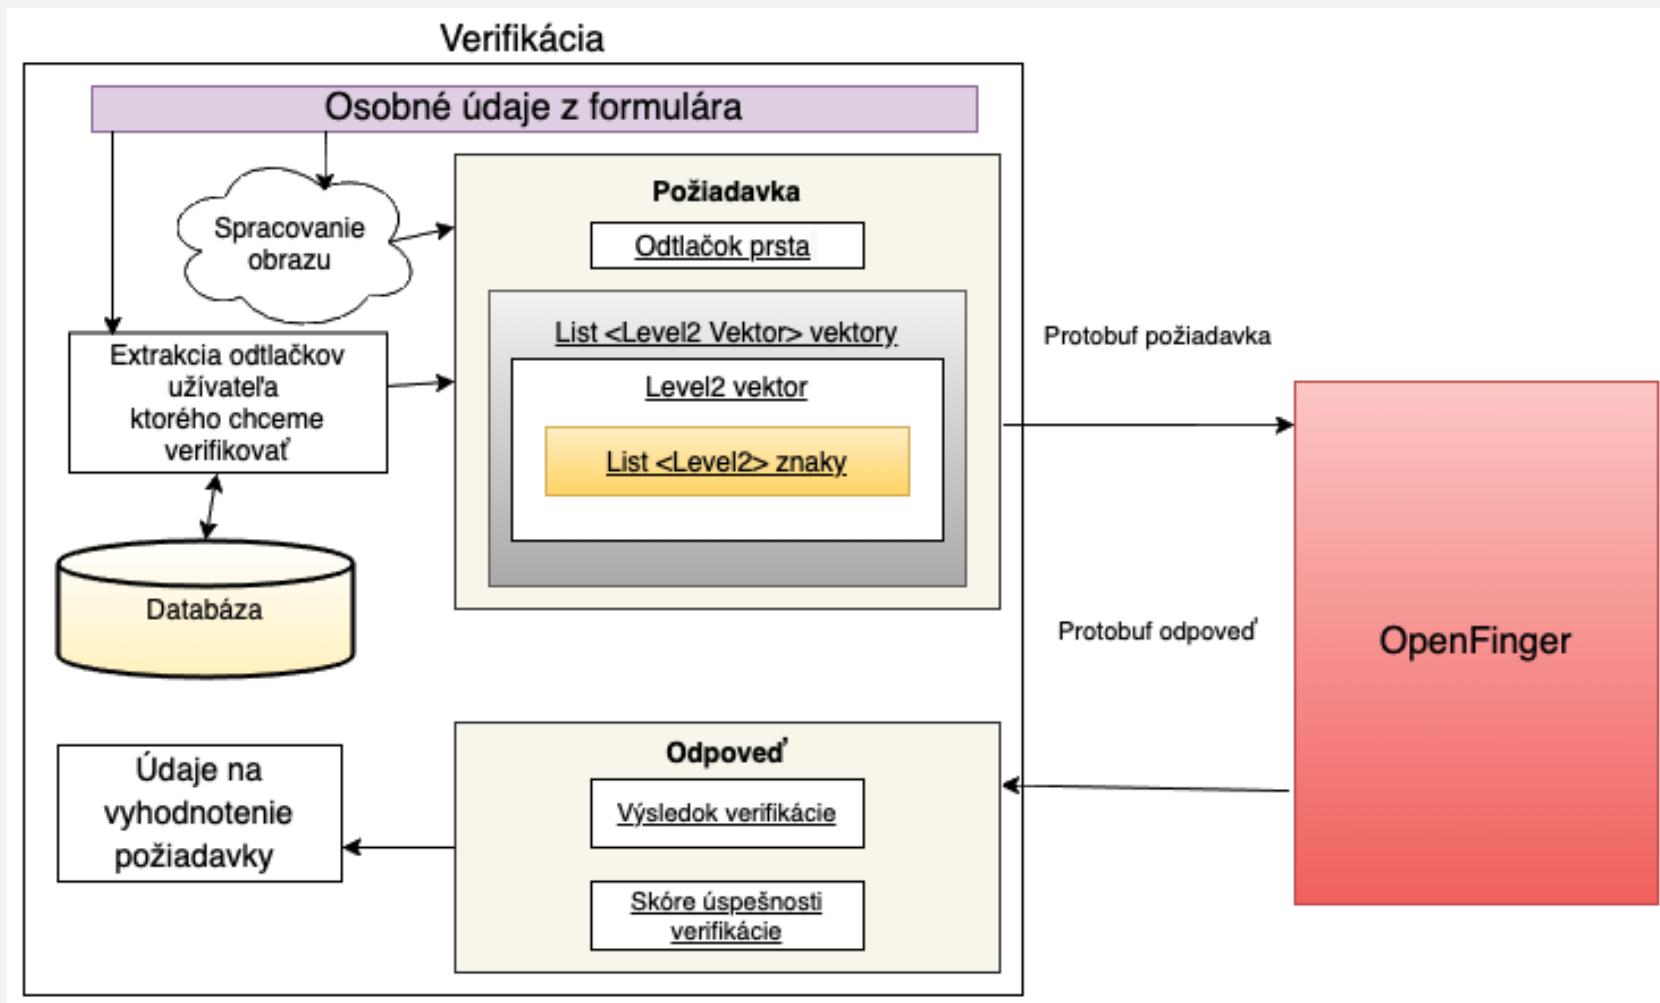 Verifikácia
Osobné údaje z formulára
Spracovanie
obrazu
Požiadavka
Odtlačok prsta
List <Level2 Vektor> vektory
Level2 vektor
List <Level2> znaky
Extrakcia odtlačkov
užívateľa
ktorého chceme
verifikovať
Databáza
Protobuf požiadavka
OpenFinger
Protobuf odpoveď
Odpoveď
Výsledok verifikácie
Skóre úspešnosti
verifikácie
Údaje na
vyhodnotenie
požiadavky